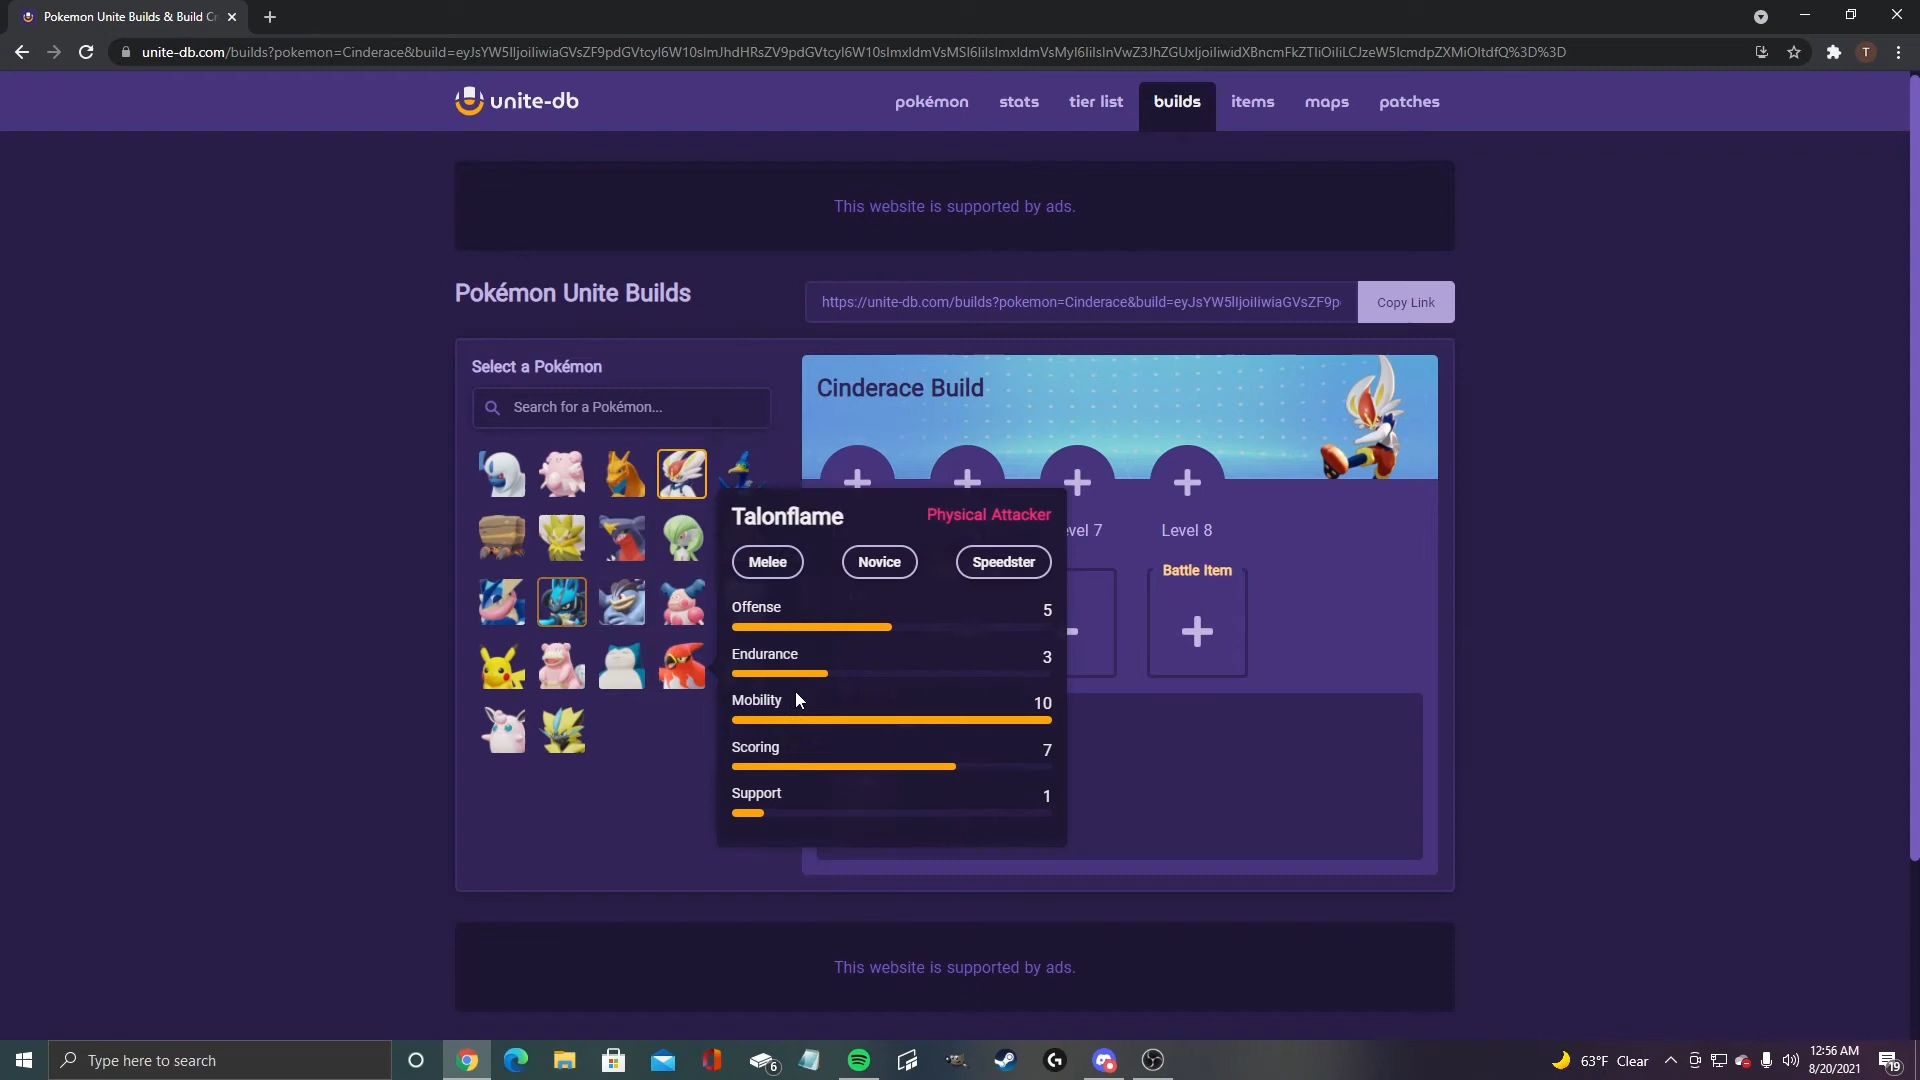 Pokemon Unite Builds & Build Cr
unite-db.com/builds?pokemon=Cinderace&build=
T
unite-db
pokémon
stats
tier list
builds
items
maps
patches
This website is supported by ads.
Pokémon Unite Builds
https://unite-db.com/builds?pokemon=Cinderace&build=eyJsYW5lIjoiIiwiaGVsZF9p
Copy Link
Select a Pokémon
Search for a Pokémon...
Cinderace Build
Talonflame
Physical Attacker
Melee
Novice
Speedster
Offense
5
Endurance
3
Mobility
10
Scoring
7
Support
1
evel 7
Level 8
Battle Item
This website is supported by ads.
Type here to search
6
63°F Clear
12:56 AM
8/20/2021
19